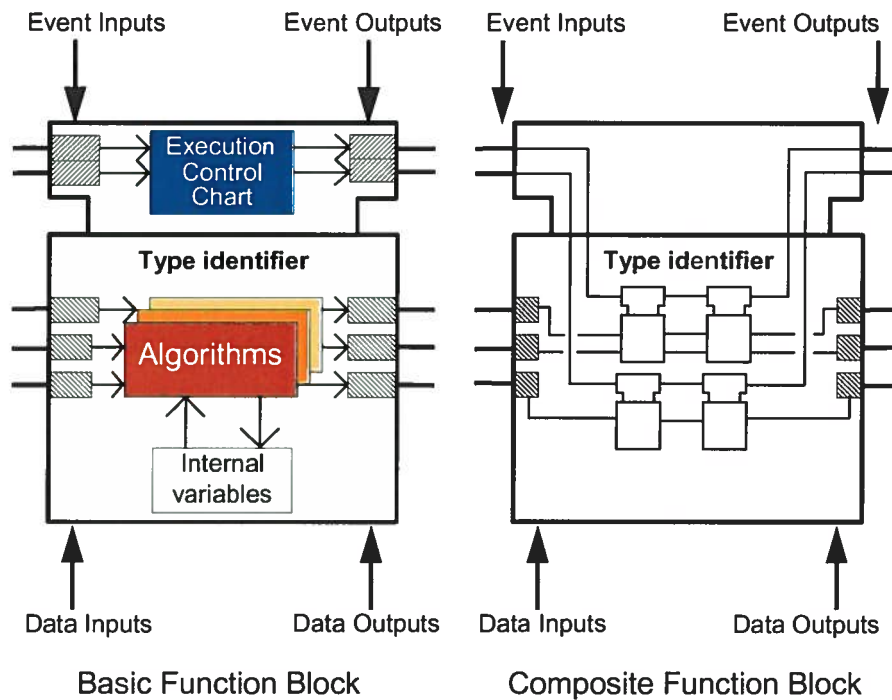 Event Inputs
Event Outputs
Event Inputs
Event Outputs
Execution
Control
Chart
Type identifier
Algorithms
Internal
variables
Type identifier
Data Inputs
Data Outputs
Data Inputs
Data Outputs
Basic Function Block
Composite Function Block